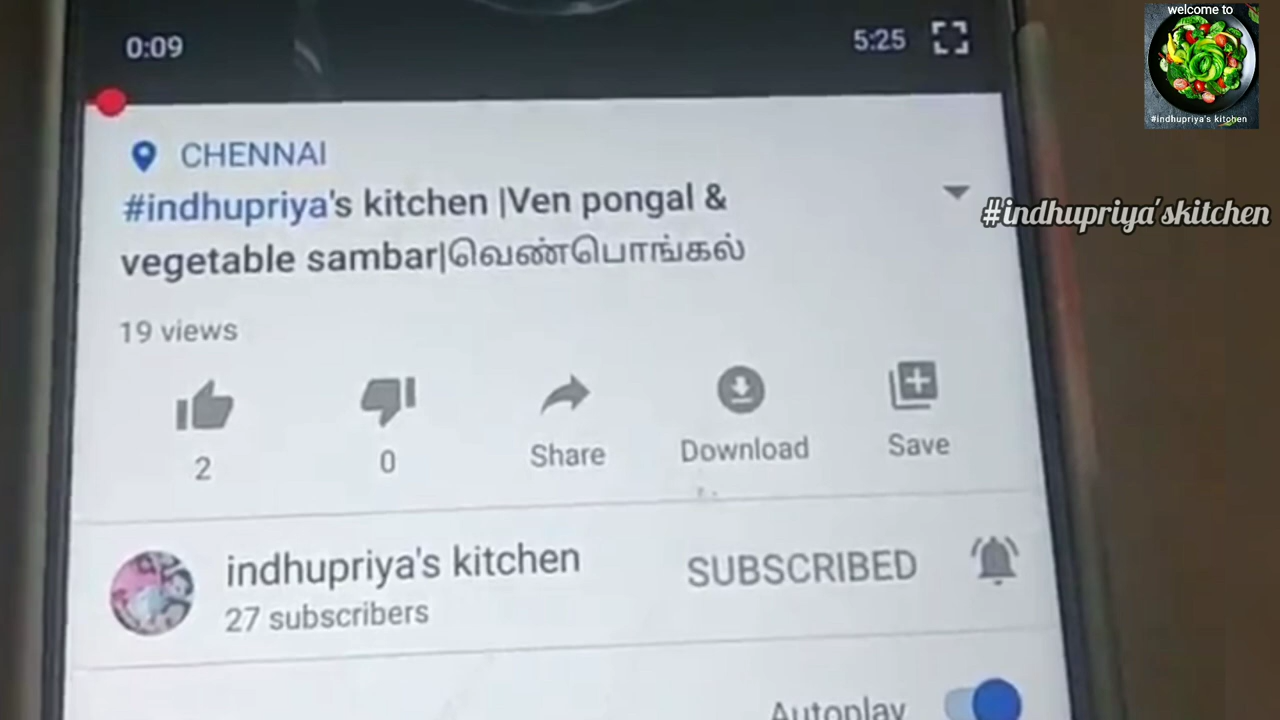 welcome to
#indhupriya's kitchen
#indhupriya'skitchen
0:09
5:25
CHENNAI
#indhupriya's kitchen |Ven pongal &
vegetable sambar|வெண்பொங்கல்
19 views
2
0
Share
Download
Save
indhupriya's kitchen
SUBSCRIBED
27 subscribers
Autoplay